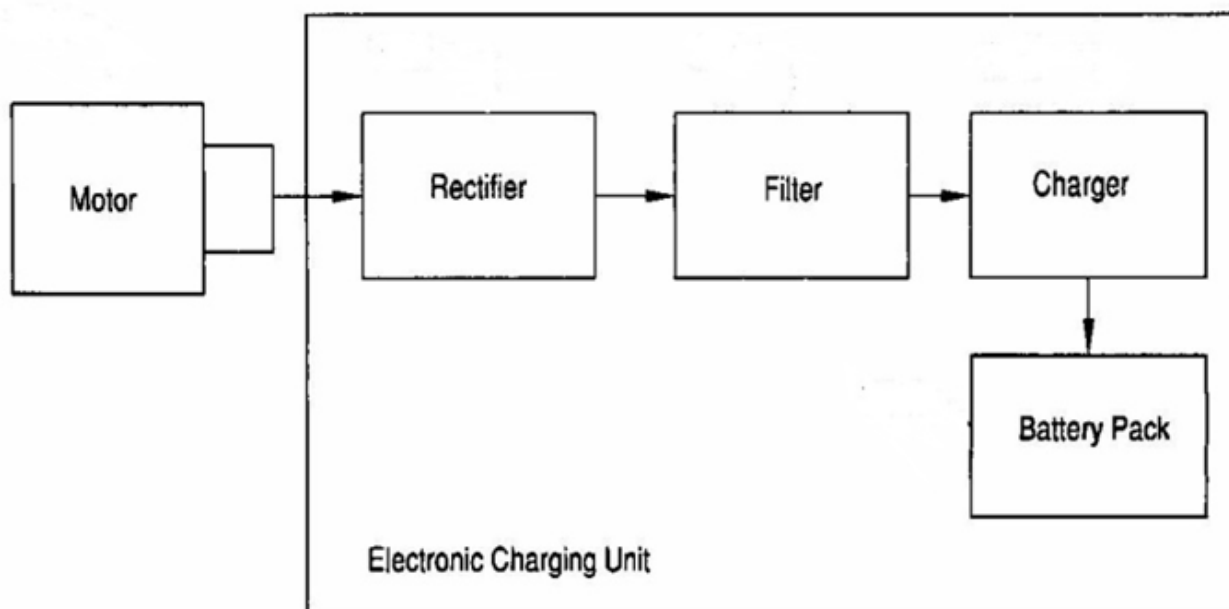 Motor
Rectifier
Filter
Charger
Battery Pack
Electronic Charging Unit